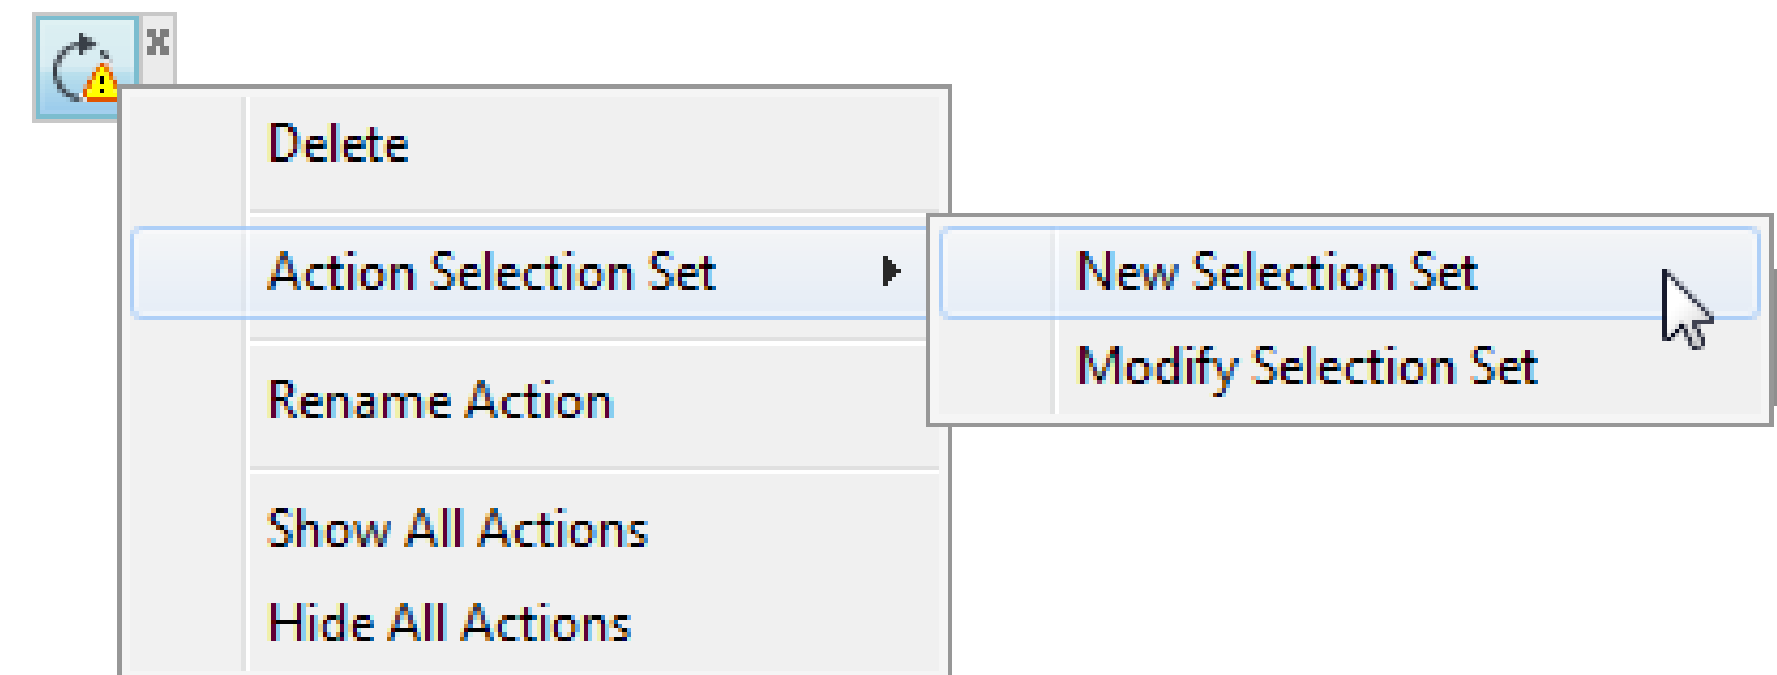 Delete
Action Selection Set
New Selection Set
Modify Selection Set
Rename Action
Show All Actions
Hide All Actions